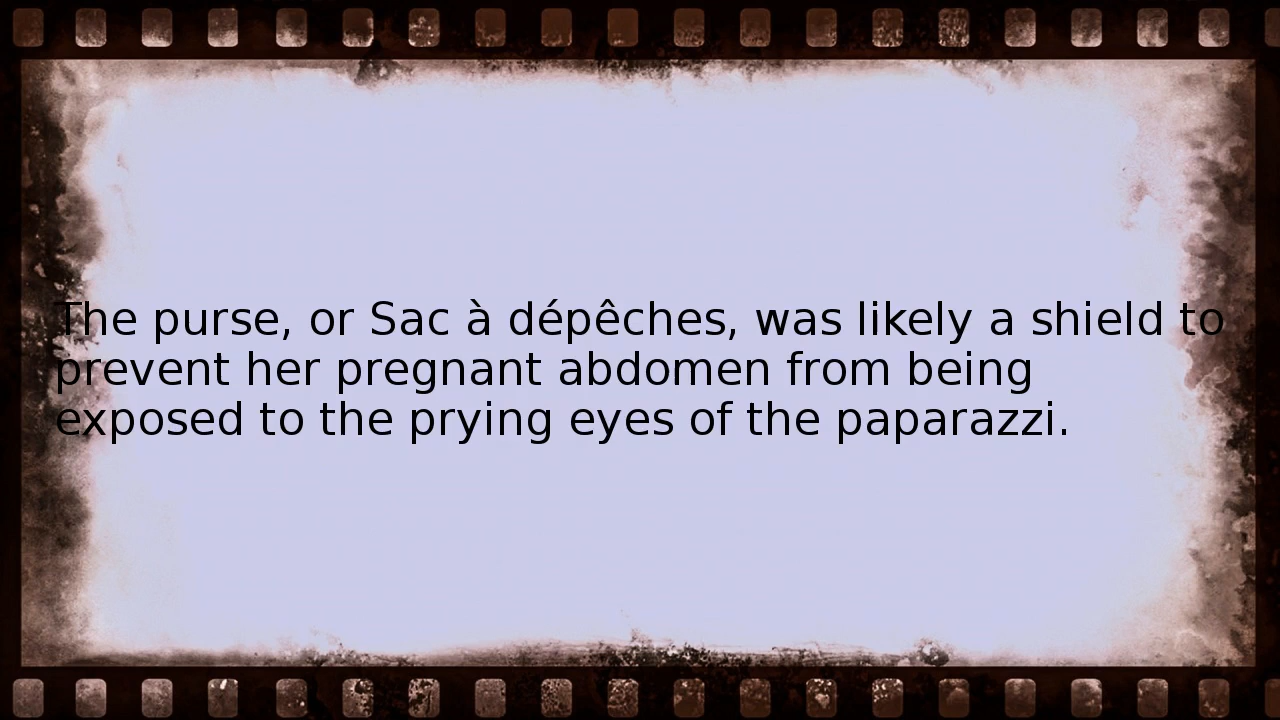 The purse, or Sac à dépêches, was likely a shield to
prevent her pregnant abdomen from being
exposed to the prying eyes of the paparazzi.